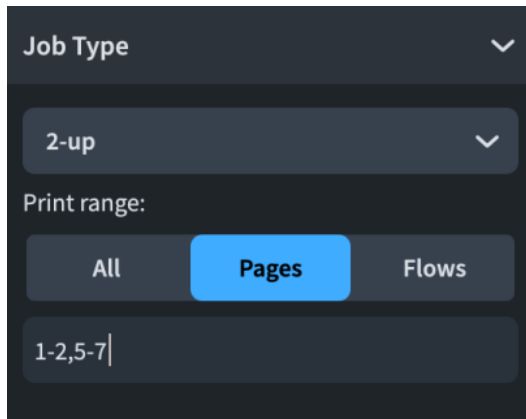 Job Type
2-up
Print range:
All Pages Flows
1-2,5-7